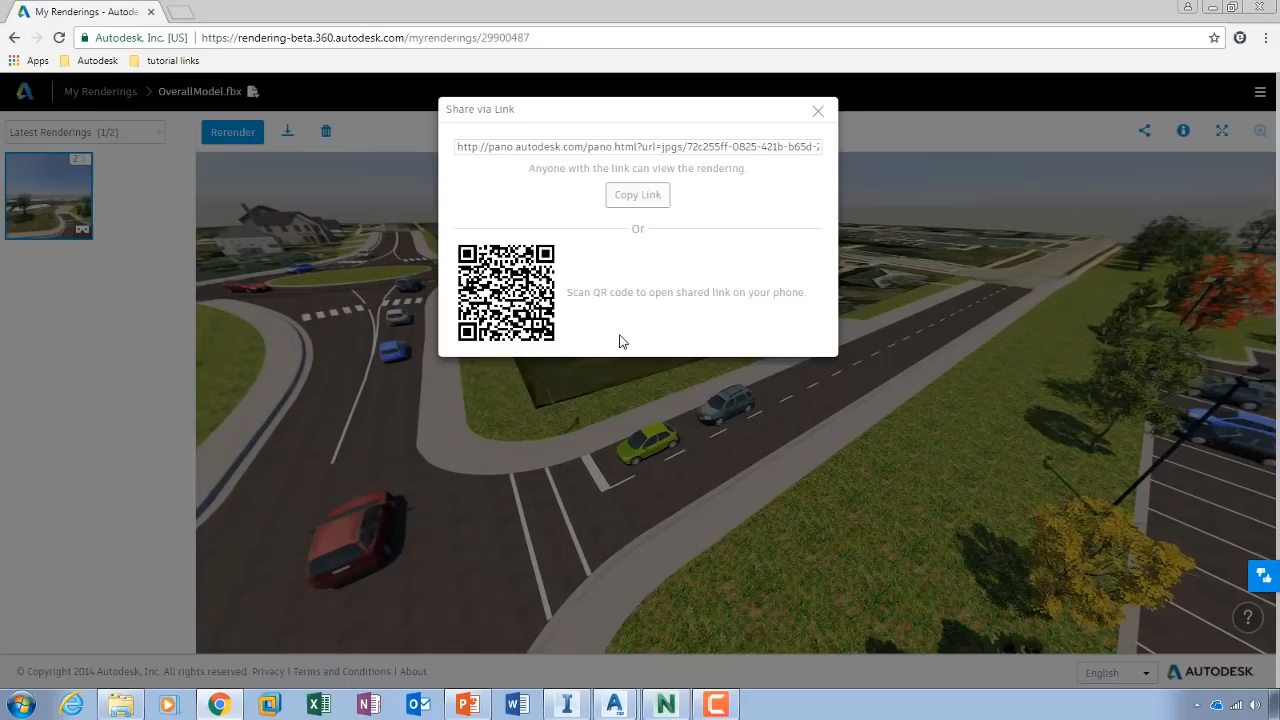 My Renderings - Autodesk
Autodesk, Inc. [US] https://rendering-beta.360.autodesk.com/myrenderings/29900487
Apps Autodesk tutorial links
My Renderings > OverallModel.fbx
Latest Renderings (1/2)
Rerender
2
Share via Link
http://pano.autodesk.com/pano.html?url=jpgs/72c255ff-0825-421b-b65d-
Anyone with the link can view the rendering.
Copy Link
Or
Scan QR code to open shared link on your phone.
?
© Copyright 2014 Autodesk, Inc. All rights reserved. Privacy | Terms and Conditions | About
English
AUTODESK